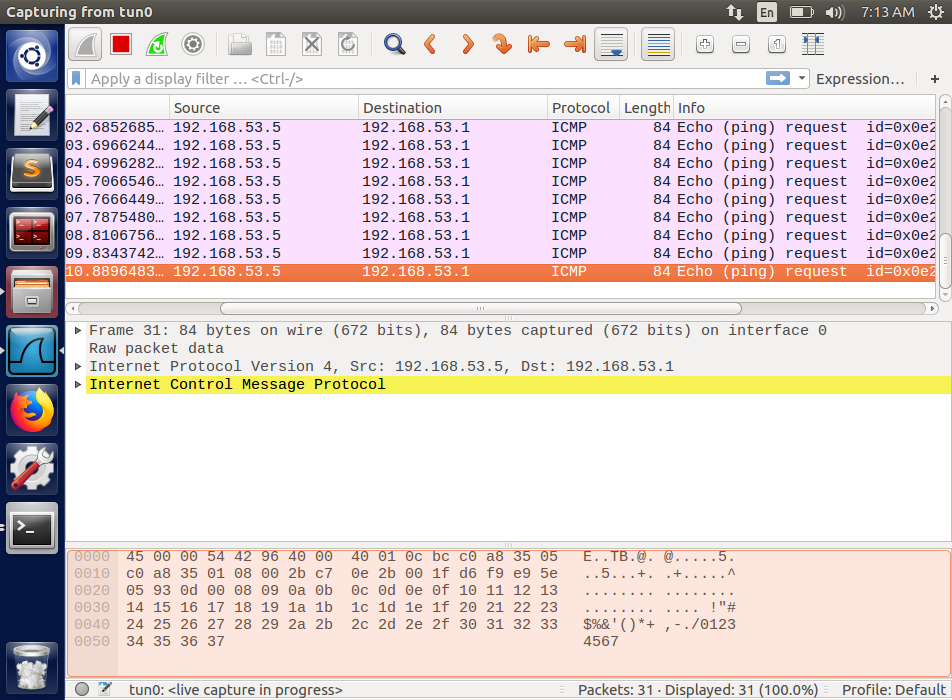 Capturing from tun0
En
7:13 AM
Apply a display filter … <Ctrl-/>
Expression…
+
Source Destination Protocol Length Info
02.6852685… 192.168.53.5 192.168.53.1 ICMP 84 Echo (ping) request id=0x0e2
03.6966244… 192.168.53.5 192.168.53.1 ICMP 84 Echo (ping) request id=0x0e2
04.6996282… 192.168.53.5 192.168.53.1 ICMP 84 Echo (ping) request id=0x0e2
05.7066546… 192.168.53.5 192.168.53.1 ICMP 84 Echo (ping) request id=0x0e2
06.7666449… 192.168.53.5 192.168.53.1 ICMP 84 Echo (ping) request id=0x0e2
07.7875480… 192.168.53.5 192.168.53.1 ICMP 84 Echo (ping) request id=0x0e2
08.8106756… 192.168.53.5 192.168.53.1 ICMP 84 Echo (ping) request id=0x0e2
09.8343742… 192.168.53.5 192.168.53.1 ICMP 84 Echo (ping) request id=0x0e2
10.8896483… 192.168.53.5 192.168.53.1 ICMP 84 Echo (ping) request id=0x0e2
Frame 31: 84 bytes on wire (672 bits), 84 bytes captured (672 bits) on interface 0
Raw packet data
Internet Protocol Version 4, Src: 192.168.53.5, Dst: 192.168.53.1
Internet Control Message Protocol
0000 45 00 00 54 42 96 40 00 40 01 0c bc c0 a8 35 05 E..TB.@. @.....5.
0010 c0 a8 35 01 08 00 2b c7 0e 2b 00 1f d6 f9 e9 5e ..5...+. .+.....^
0020 05 93 0d 00 08 09 0a 0b 0c 0d 0e 0f 10 11 12 13 ........ ........
0030 14 15 16 17 18 19 1a 1b 1c 1d 1e 1f 20 21 22 23 ........ .... !"#
0040 24 25 26 27 28 29 2a 2b 2c 2d 2e 2f 30 31 32 33 $%&'()*+ ,-./0123
0050 34 35 36 37 4567
tun0: <live capture in progress> Packets: 31 · Displayed: 31 (100.0%) Profile: Default